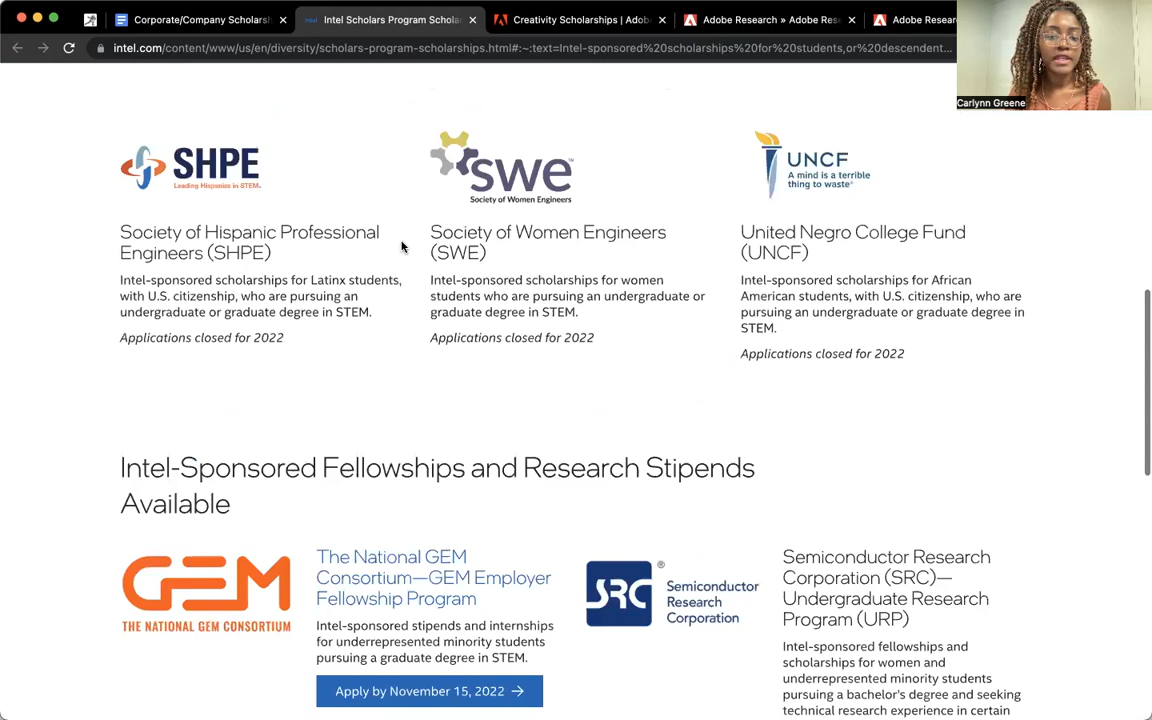 Corporate/Company Scholarsh
Intel Scholars Program Schola
Creativity Scholarships | Adob
Adobe Research » Adobe Res
Adobe Resear
intel.com/content/www/us/en/diversity/scholars-program-scholarships.html#:~:text=Intel-sponsored%20scholarships%20for%20students,or%20descendent...
Carlynn Greene
SHPE
Leading Hispanics in STEM.
swe™
Society of Women Engineers
UNCF
A mind is a terrible
thing to waste®
Society of Hispanic Professional
Engineers (SHPE)
Intel-sponsored scholarships for Latinx students,
with U.S. citizenship, who are pursuing an
undergraduate or graduate degree in STEM.
Applications closed for 2022
Society of Women Engineers
(SWE)
Intel-sponsored scholarships for women
students who are pursuing an undergraduate or
graduate degree in STEM.
Applications closed for 2022
United Negro College Fund
(UNCF)
Intel-sponsored scholarships for African
American students, with U.S. citizenship, who are
pursuing an undergraduate or graduate degree in
STEM.
Applications closed for 2022
Intel-Sponsored Fellowships and Research Stipends
Available
GEM
THE NATIONAL GEM CONSORTIUM
The National GEM
Consortium—GEM Employer
Fellowship Program
Intel-sponsored stipends and internships
for underrepresented minority students
pursuing a graduate degree in STEM.
Apply by November 15, 2022 →
SRC®
Semiconductor
Research
Corporation
Semiconductor Research
Corporation (SRC)—
Undergraduate Research
Program (URP)
Intel-sponsored fellowships and
scholarships for women and
underrepresented minority students
pursuing a bachelor's degree and seeking
technical research experience in certain